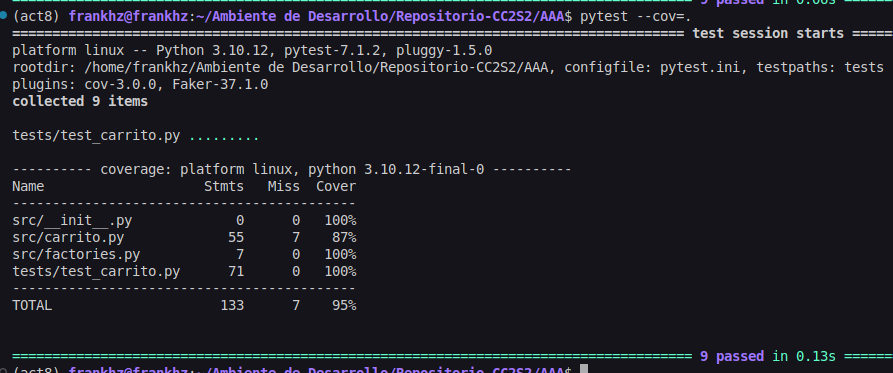 9 passed in 0.06s
(act8) frankhz@frankhz:~/Ambiente de Desarrollo/Repositorio-CC2S2/AAA$ pytest --cov=.
test session starts
platform linux -- Python 3.10.12, pytest-7.1.2, pluggy-1.5.0
rootdir: /home/frankhz/Ambiente de Desarrollo/Repositorio-CC2S2/AAA, configfile: pytest.ini, testpaths: tests
plugins: cov-3.0.0, Faker-37.1.0
collected 9 items
tests/test_carrito.py .........
---------- coverage: platform linux, python 3.10.12-final-0 ----------
Name Stmts Miss Cover
-----------------------------------------
src/__init__.py 0 0 100%
src/carrito.py 55 7 87%
src/factories.py 7 0 100%
tests/test_carrito.py 71 0 100%
-----------------------------------------
TOTAL 133 7 95%
9 passed in 0.13s
(act8) frankhz@frankhz:~/Ambiente de Desarrollo/Repositorio-CC2S2/AAA$